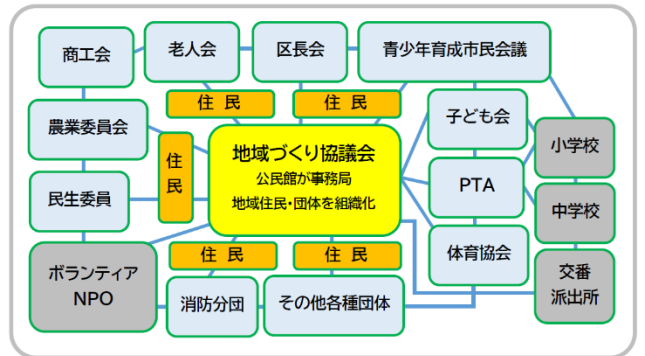 商工会
老人会
区長会
青少年育成市民会議
住 民
住 民
農業委員会
子ども会
小学校
住
民
地域づくり協議会
公民館が事務局
地域住民・団体を組織化
民生委員
PTA
中学校
住 民
住 民
体育協会
ボランティア
NPO
消防分団
その他各種団体
交番
派出所